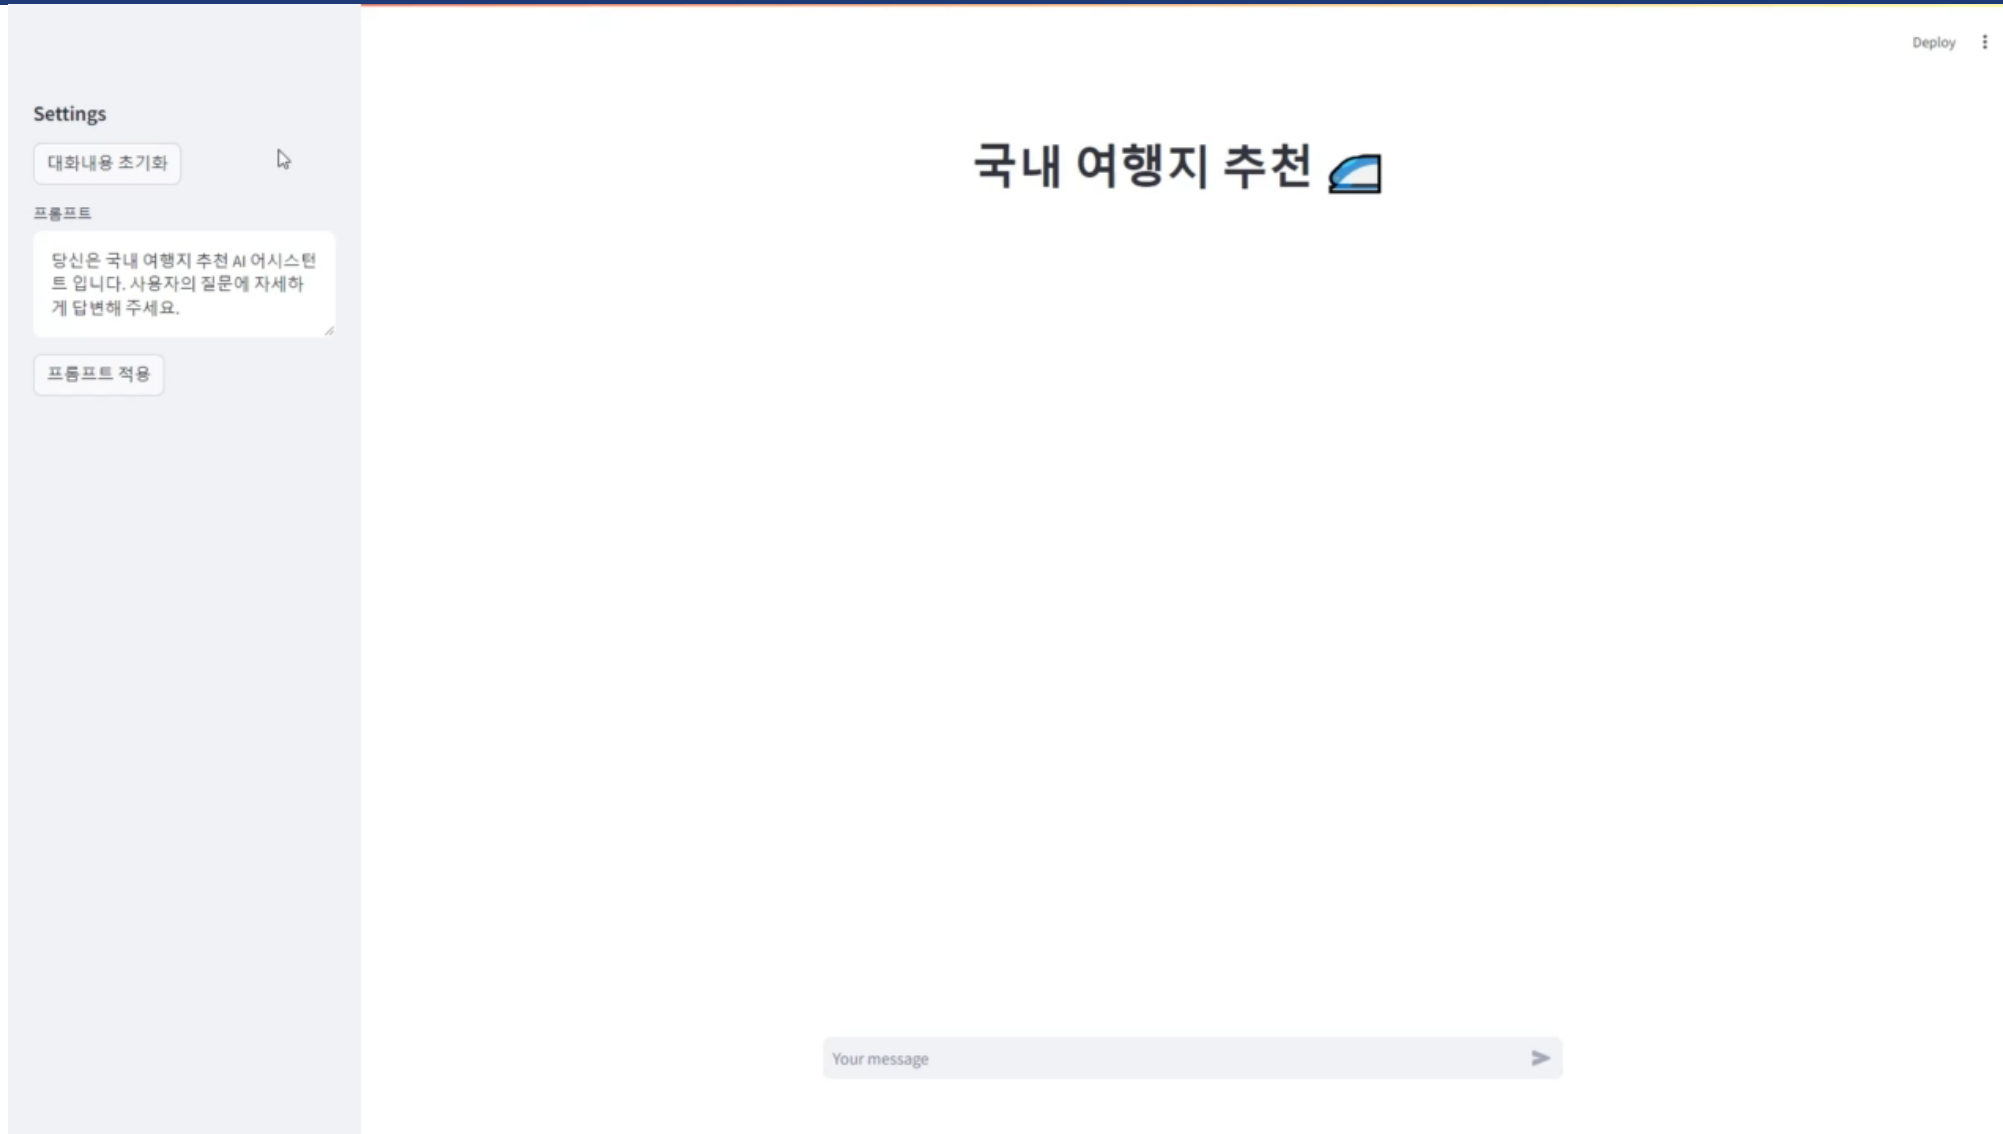 Deploy
Settings
대화내용 초기화
프롬프트
당신은 국내 여행지 추천 AI 어시스턴
트 입니다. 사용자의 질문에 자세하
게 답변해 주세요.
프롬프트 적용
국내 여행지 추천
Your message